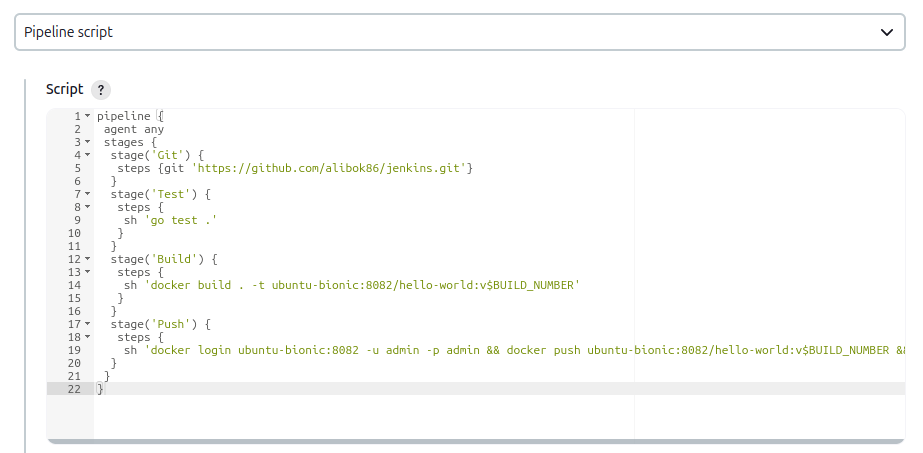 Pipeline script
Script ?
1 pipeline {
2 agent any
3 stages {
4 stage('Git') {
5 steps {git 'https://github.com/alibok86/jenkins.git'}
6 }
7 stage('Test') {
8 steps {
9 sh 'go test .'
10 }
11 }
12 stage('Build') {
13 steps {
14 sh 'docker build . -t ubuntu-bionic:8082/hello-world:v$BUILD_NUMBER'
15 }
16 }
17 stage('Push') {
18 steps {
19 sh 'docker login ubuntu-bionic:8082 -u admin -p admin && docker push ubuntu-bionic:8082/hello-world:v$BUILD_NUMBER &&
20 }
21 }
22 }